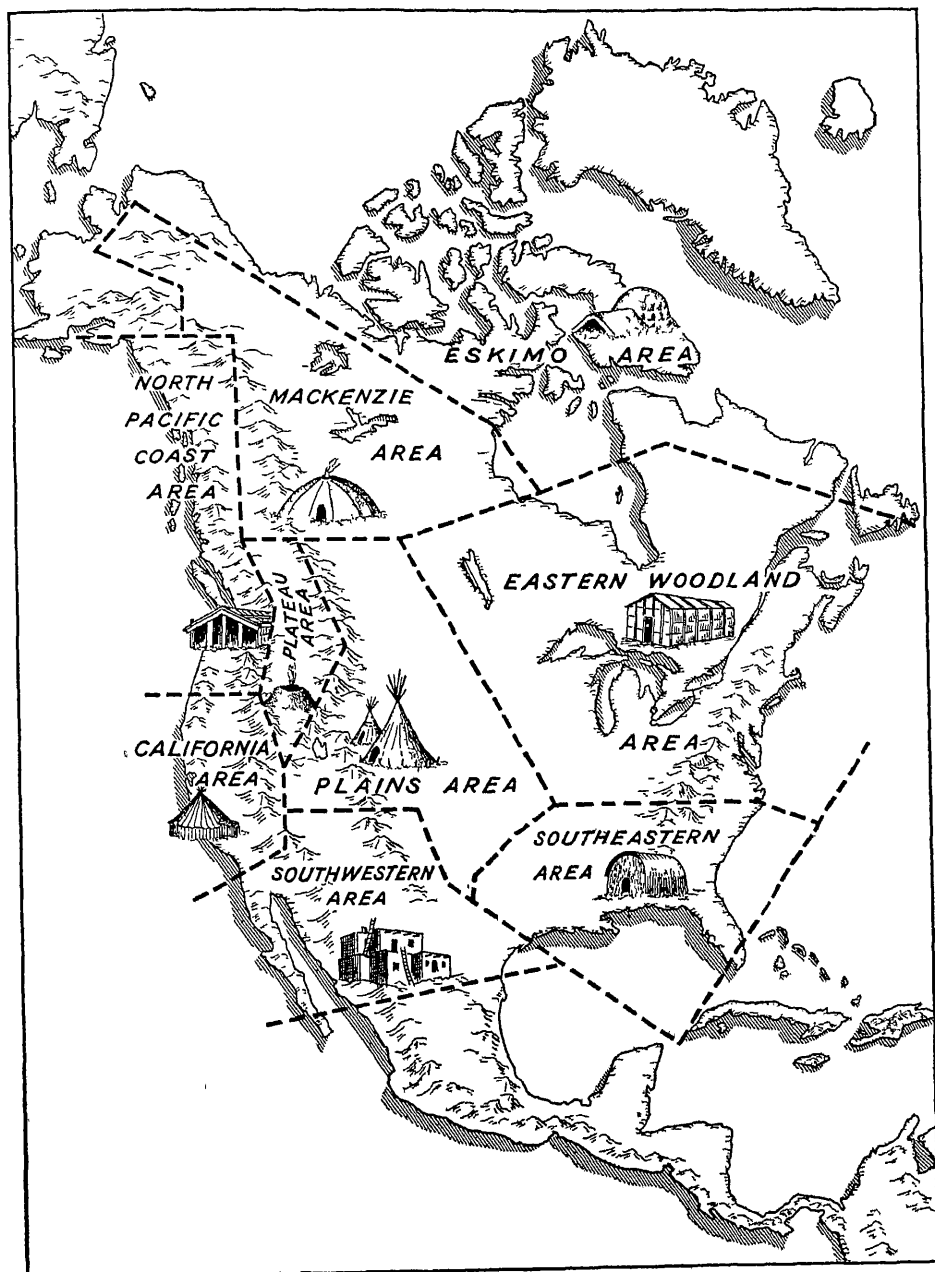 ESKIMO AREA
NORTH
PACIFIC
COAST
AREA
MACKENZIE
AREA
EASTERN WOODLAND
AREA
PLATEAU
AREA
CALIFORNIA
AREA
PLAINS AREA
SOUTHEASTERN
AREA
SOUTHWESTERN
AREA